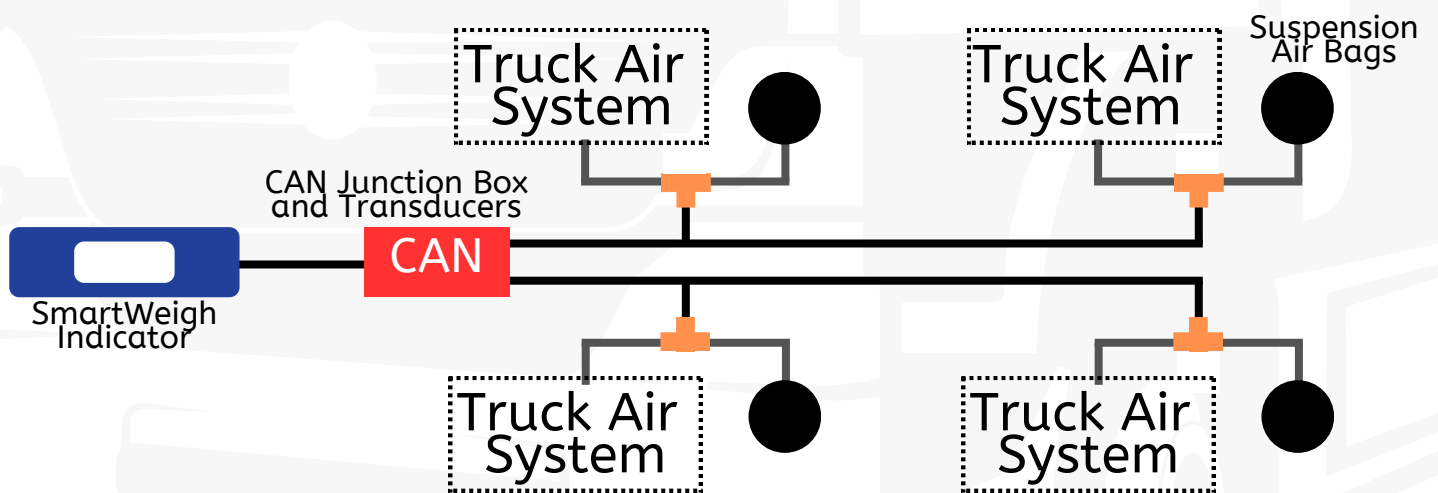 Suspension
Air Bags
Truck Air
System
Truck Air
System
CAN Junction Box
and Transducers
CAN
SmartWeigh
Indicator
Truck Air
System
Truck Air
System